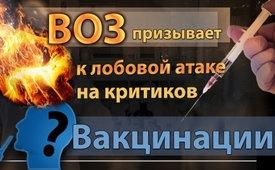 ВОЗ призывает
к лобовой атаке
на критиков
?
Вакцинации